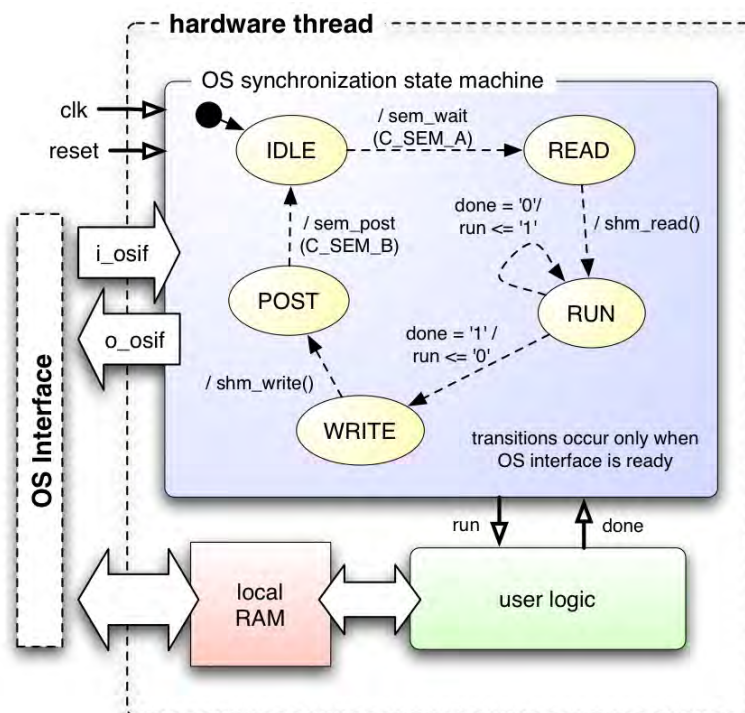 hardware thread
OS synchronization state machine
clk
reset
/ sem_wait
(C_SEM_A)
IDLE
READ
/ sem_post
(C_SEM_B)
done = '0'/
run <= '1'
/ shm_read()
i_osif
POST
RUN
o_osif
done = '1' /
run <= '0'
/ shm_write()
WRITE
transitions occur only when
OS interface is ready
OS Interface
run
done
local
RAM
user logic